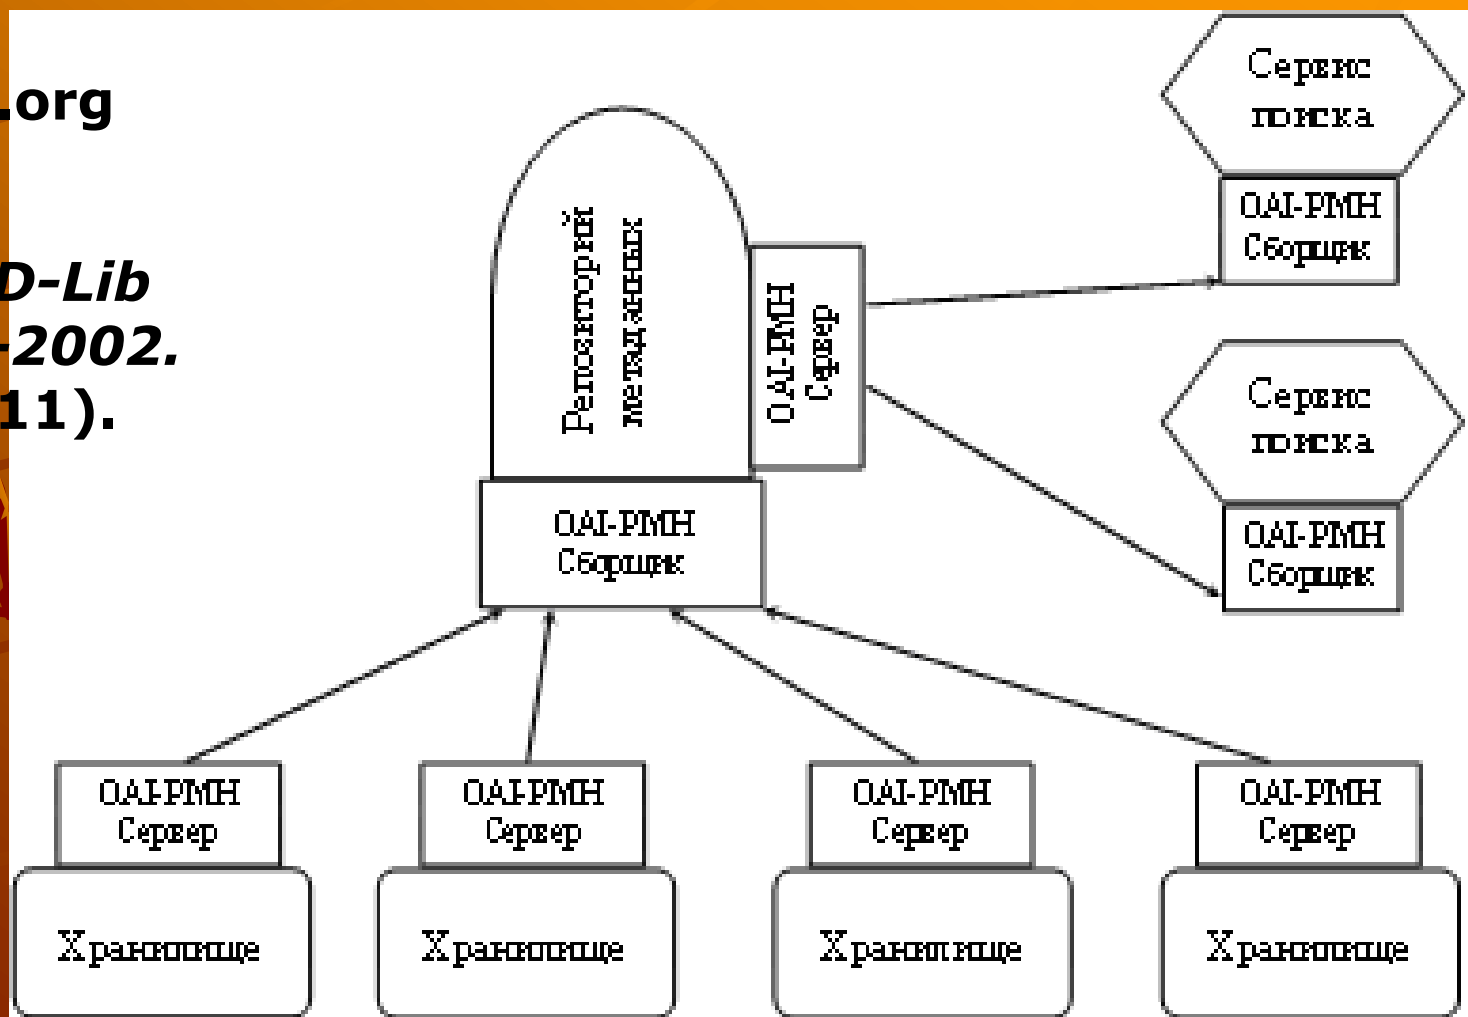 .org
D-Lib
-2002.
11).
Сервис
поиска
OAI-PMH
Сборщик
Репозиторий
метаданных
OAI-PMH
Сервер
Сервис
поиска
OAI-PMH
Сборщик
OAI-PMH
Сборщик
OAI-PMH
Сервер
OAI-PMH
Сервер
OAI-PMH
Сервер
OAI-PMH
Сервер
Хранилище
Хранилище
Хранилище
Хранилище